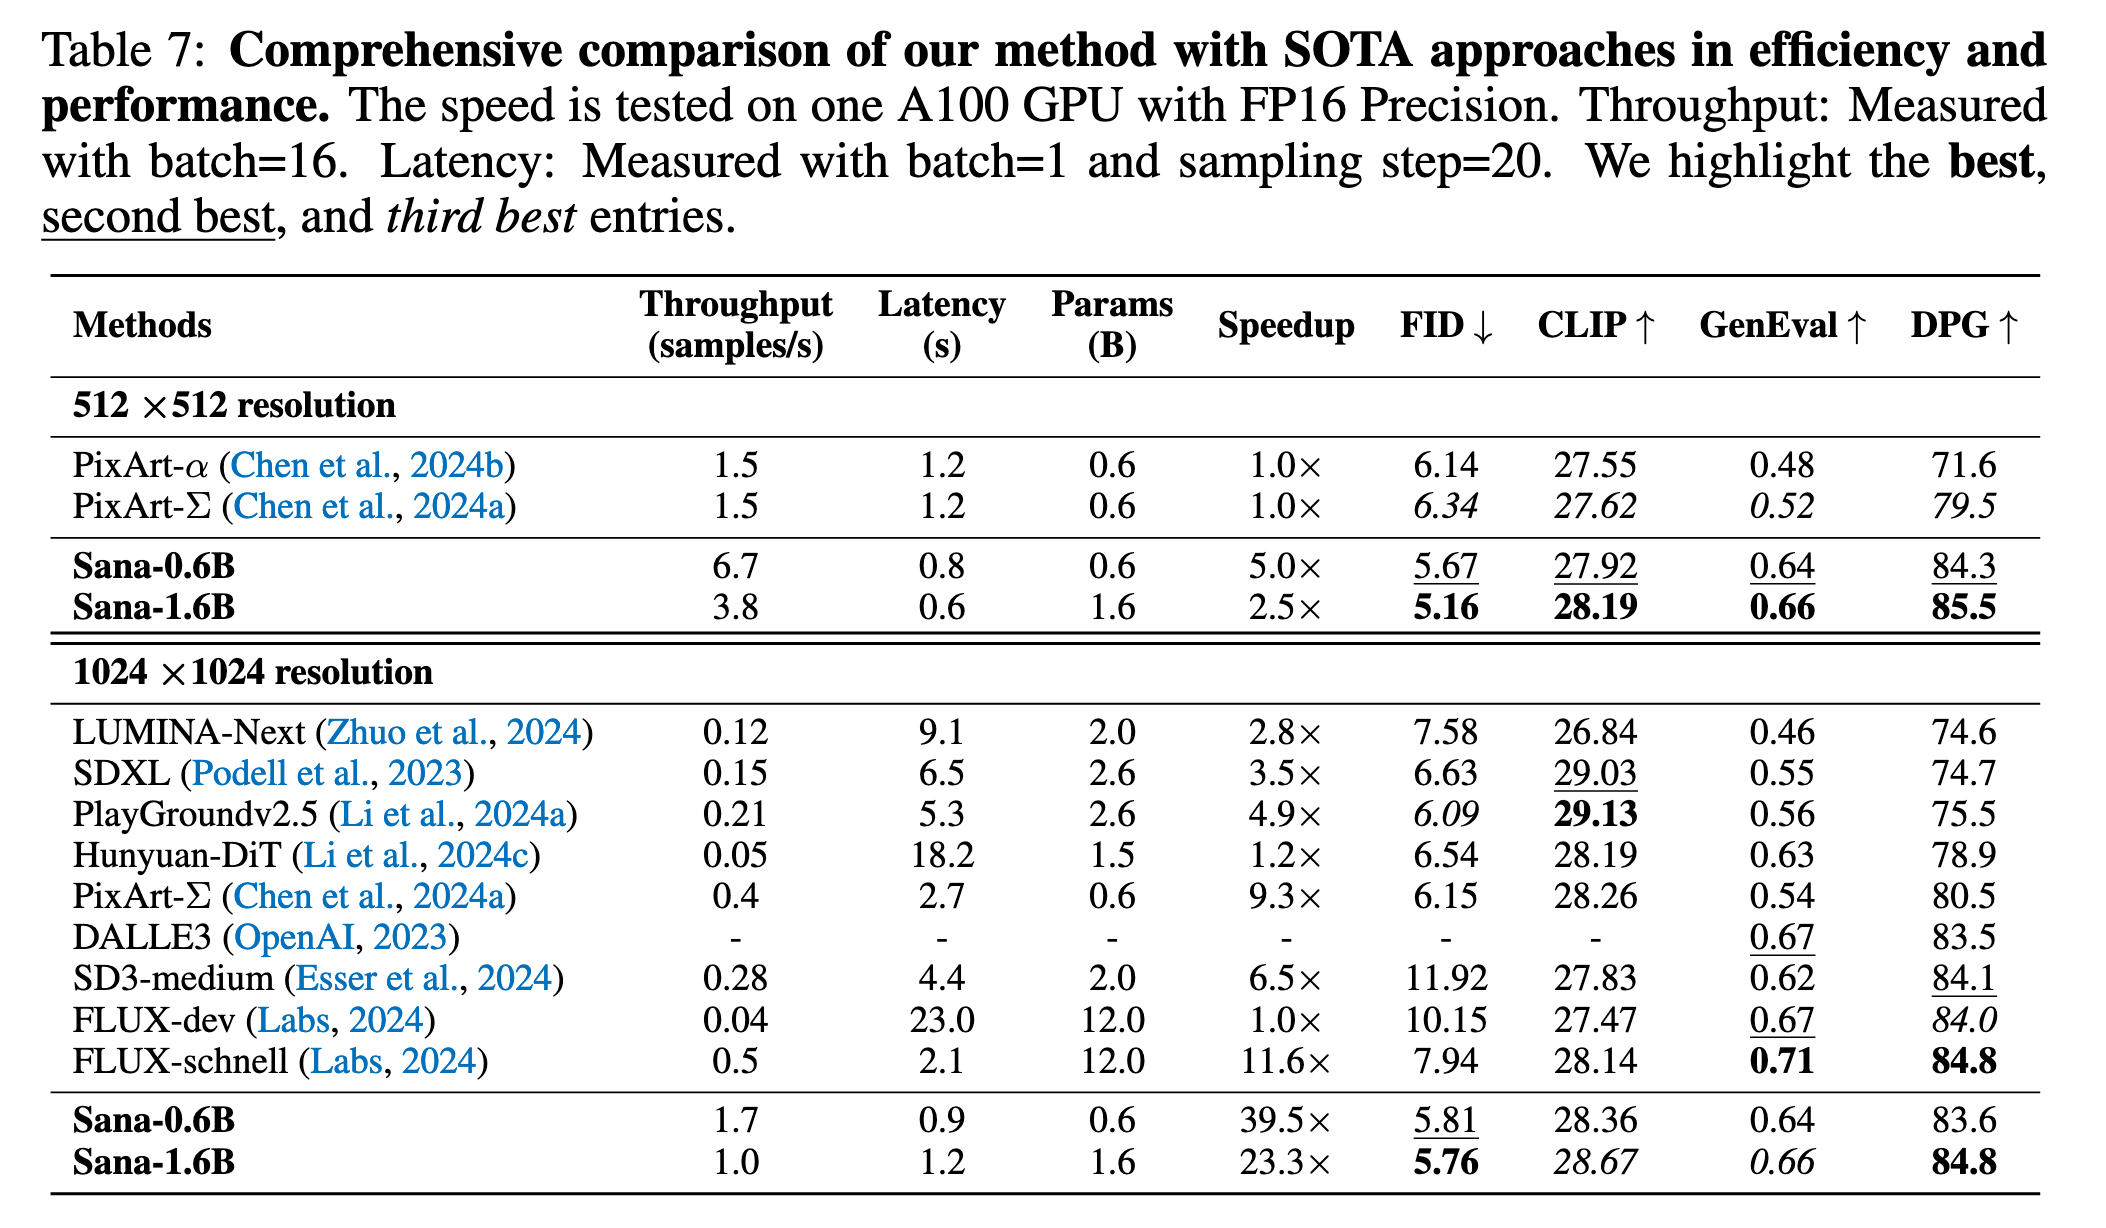 Table 7: Comprehensive comparison of our method with SOTA approaches in efficiency and
performance. The speed is tested on one A100 GPU with FP16 Precision. Throughput: Measured
with batch=16. Latency: Measured with batch=1 and sampling step=20. We highlight the best,
second best, and third best entries.
Methods Throughput (samples/s) Latency (s) Params (B) Speedup FID ↓ CLIP ↑ GenEval ↑ DPG ↑
512 ×512 resolution
PixArt-α (Chen et al., 2024b) 1.5 1.2 0.6 1.0× 6.14 27.55 0.48 71.6
PixArt-Σ (Chen et al., 2024a) 1.5 1.2 0.6 1.0× 6.34 27.62 0.52 79.5
Sana-0.6B 6.7 0.8 0.6 5.0× 5.67 27.92 0.64 84.3
Sana-1.6B 3.8 0.6 1.6 2.5× 5.16 28.19 0.66 85.5
1024 ×1024 resolution
LUMINA-Next (Zhuo et al., 2024) 0.12 9.1 2.0 2.8× 7.58 26.84 0.46 74.6
SDXL (Podell et al., 2023) 0.15 6.5 2.6 3.5× 6.63 29.03 0.55 74.7
PlayGroundv2.5 (Li et al., 2024a) 0.21 5.3 2.6 4.9× 6.09 29.13 0.56 75.5
Hunyuan-DiT (Li et al., 2024c) 0.05 18.2 1.5 1.2× 6.54 28.19 0.63 78.9
PixArt-Σ (Chen et al., 2024a) 0.4 2.7 0.6 9.3× 6.15 28.26 0.54 80.5
DALLE3 (OpenAI, 2023) - - - - - - 0.67 83.5
SD3-medium (Esser et al., 2024) 0.28 4.4 2.0 6.5× 11.92 27.83 0.62 84.1
FLUX-dev (Labs, 2024) 0.04 23.0 12.0 1.0× 10.15 27.47 0.67 84.0
FLUX-schnell (Labs, 2024) 0.5 2.1 12.0 11.6× 7.94 28.14 0.71 84.8
Sana-0.6B 1.7 0.9 0.6 39.5× 5.81 28.36 0.64 83.6
Sana-1.6B 1.0 1.2 1.6 23.3× 5.76 28.67 0.66 84.8